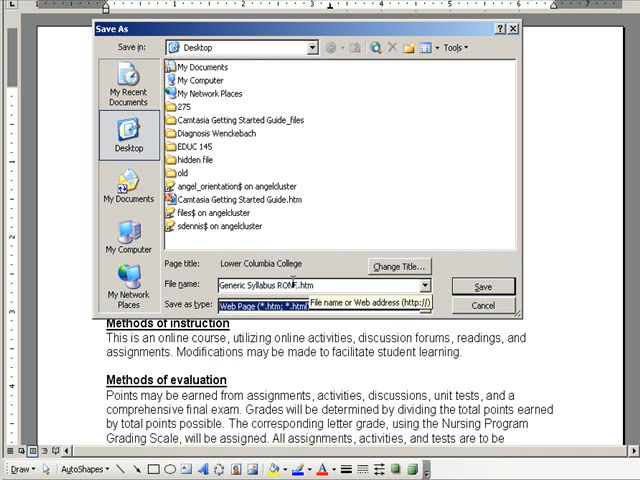 Save As
Save in:
Desktop
Tools
My Recent
Documents
Desktop
My Documents
My Computer
My Network
Places
My Documents
My Computer
My Network Places
275
Camtasia Getting Started Guide_files
Diagnosis Wenckebach
EDUC 145
hidden file
old
angel_orientation$ on angelcluster
Camtasia Getting Started Guide.htm
files$ on angelcluster
sdennis$ on angelcluster
Page title:
Lower Columbia College
Change Title...
File name:
Save
Generic Syllabus
Save as type:
Web Page (*.htm; *.html
File name or Web address (http://)
Cancel
Methods of instruction
This is an online course, utilizing online activities, discussion forums, readings, and
assignments. Modifications may be made to facilitate student learning.
Methods of evaluation
Points may be earned from assignments, activities, discussions, unit tests, and a
comprehensive final exam. Grades will be determined by dividing the total points earned
by total points possible. The corresponding letter grade, using the Nursing Program
Grading Scale, will be assigned. All assignments, activities, and tests are to be
Draw
AutoShapes